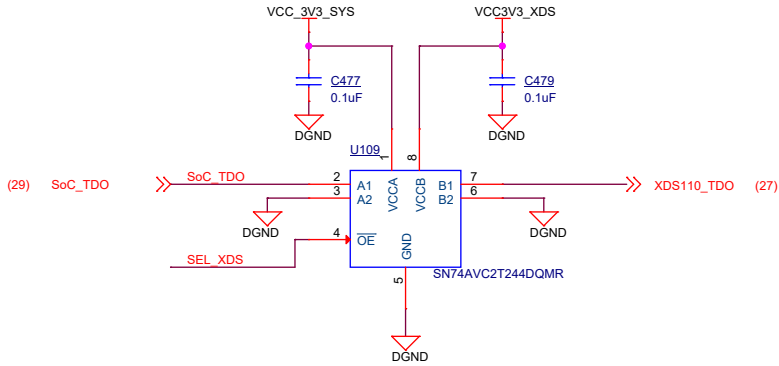 VCC_3V3_SYS
VCC3V3_XDS
C477
0.1uF
C479
0.1uF
DGND
DGND
U109
1
8
(29) SoC_TDO
SoC_TDO
2
3
A1
A2
VCCA
VCCB
B1
B2
7
6
XDS110_TDO (27)
DGND
DGND
4
OE
GND
SEL_XDS
5
SN74AVC2T244DQMR
DGND